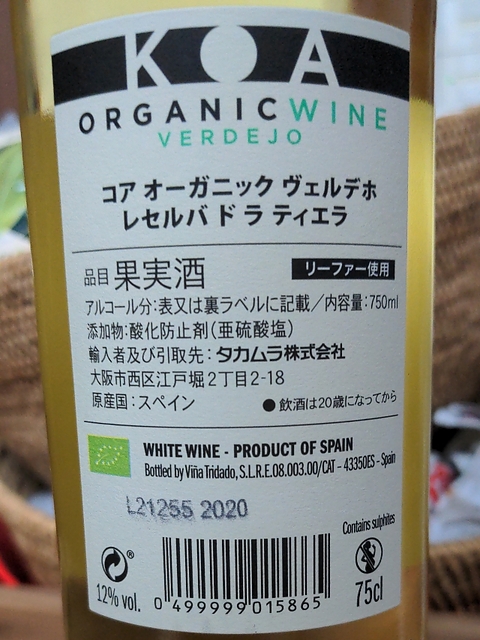 KOA
ORGANICWINE
VERDEJO
コア オーガニック ヴェルデホ
レセルバ ド ラ ティエラ
品目 果実酒 リーファー使用
アルコール分:表又は裏ラベルに記載/内容量:750ml
添加物:酸化防止剤(亜硫酸塩)
輸入者及び引取先:タカムラ株式会社
大阪市西区江戸堀2丁目2-18
原産国:スペイン ●飲酒は20歳になってから
WHITE WINE - PRODUCT OF SPAIN
Bottled by Viña Tridado, S.L.R.E.08.003.00/CAT - 43350ES - Spain
L21255 2020
Contains sulphites
®
12% vol. 0 499999 015865 75cl